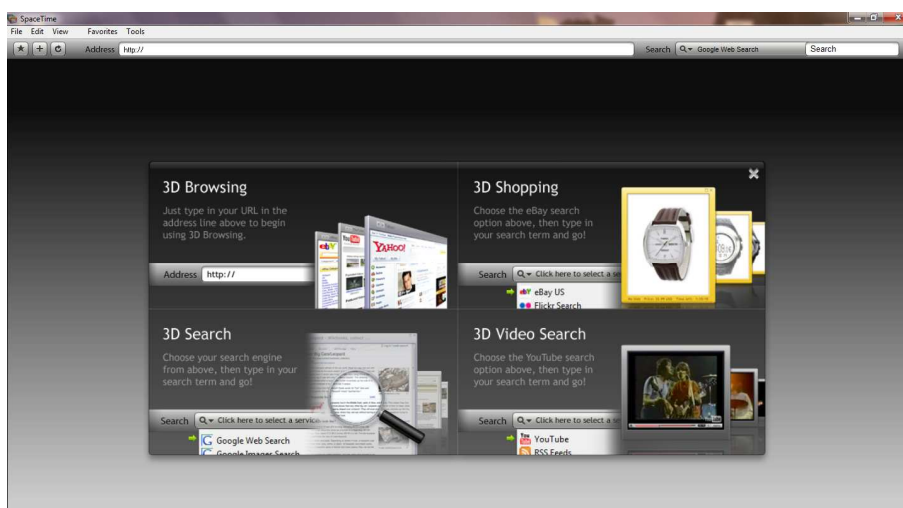 SpaceTime
File Edit View Favorites Tools
Address http:// Search Google Web Search Search
3D Browsing
Just type in your URL in the
address line above to begin
using 3D Browsing.
YAHOO!
Address http://
3D Shopping
Choose the eBay search
option above, then type in
your search term and go!
Search Click here to select a se
eBay US
Flickr Search
3D Search
Choose your search engine
from above, then type in your
search term and go!
Search Click here to select a service
Google Web Search
Google Images Search
3D Video Search
Choose the YouTube search
option above, then type in
your search term and go!
Search Click here to select a se
YouTube
RSS Feeds